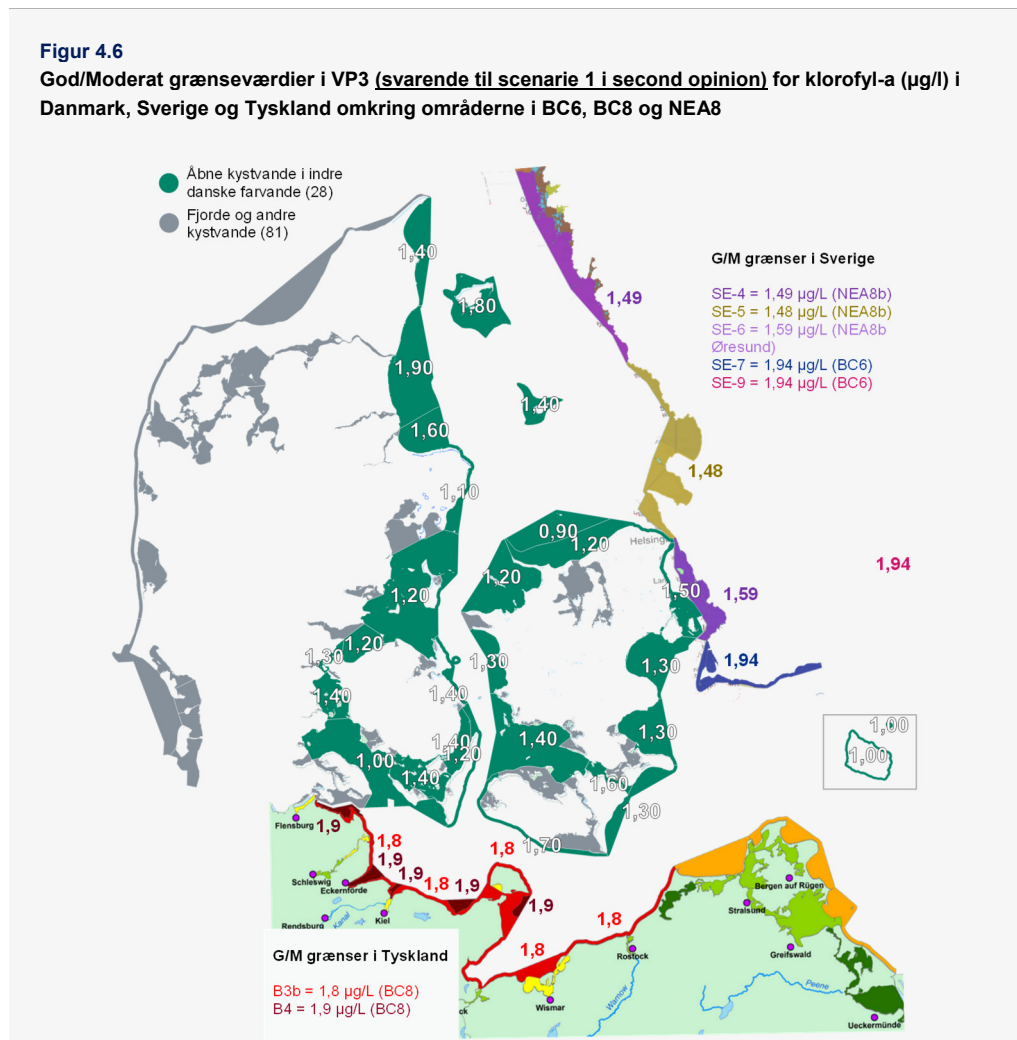 Figur 4.6
God/Moderat grænseværdier i VP3 (svarende til scenarie 1 i second opinion) for klorofyl-a (µg/l) i
Danmark, Sverige og Tyskland omkring områderne i BC6, BC8 og NEA8
Åbne kystvande i indre
danske farvande (28)
Fjorde og andre
kystvande (81)
G/M grænser i Sverige
SE-4 = 1,49 µg/L (NEA8b)
SE-5 = 1,48 µg/L (NEA8b)
SE-6 = 1,59 µg/L (NEA8b
Øresund)
SE-7 = 1,94 µg/L (BC6)
SE-9 = 1,94 µg/L (BC6)
1,40
1,80
1,49
1,90
1,40
1,60
1,48
1,10
0,90
1,20
Helsing
1,94
1,20
1,20
1,50
1,59
1,20
1,30
1,30
1,30
1,94
1,40
1,40
1,30
1,40
1,20
1,40
1,00
1,40
1,60
1,30
1,70
1,00
1,00
Flensburg
1,9
1,8
1,8
1,9
1,9
1,8
1,9
1,9
1,8
1,8
Schleswig
Eckernförde
Rendsburg
Kanal
Kiel
Bergen auf Rügen
Stralsund
Greifswald
Rostock
Warnow
Peene
Wismar
Ueckermünde
ck
G/M grænser i Tyskland
B3b = 1,8 µg/L (BC8)
B4 = 1,9 µg/L (BC8)